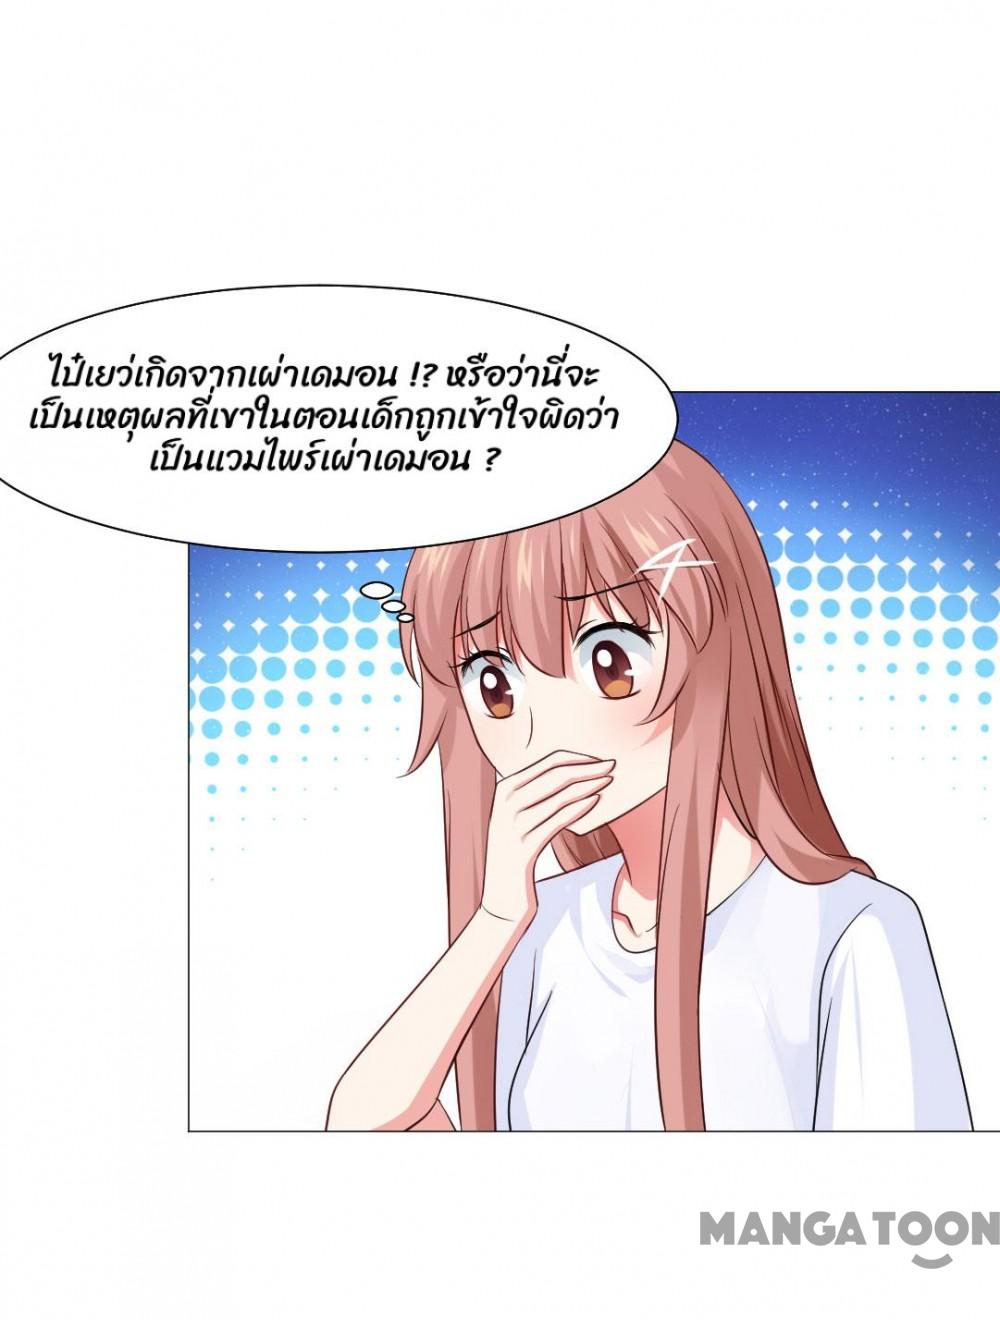 ไป๋เยว่เกิดจากเผ่าเดมอน !? หรือว่านี่จะ
เป็นเหตุผลที่เขาในตอนเด็กถูกเข้าใจผิดว่า
เป็นแวมไพร์เผ่าเดมอน ?
MANGATOON